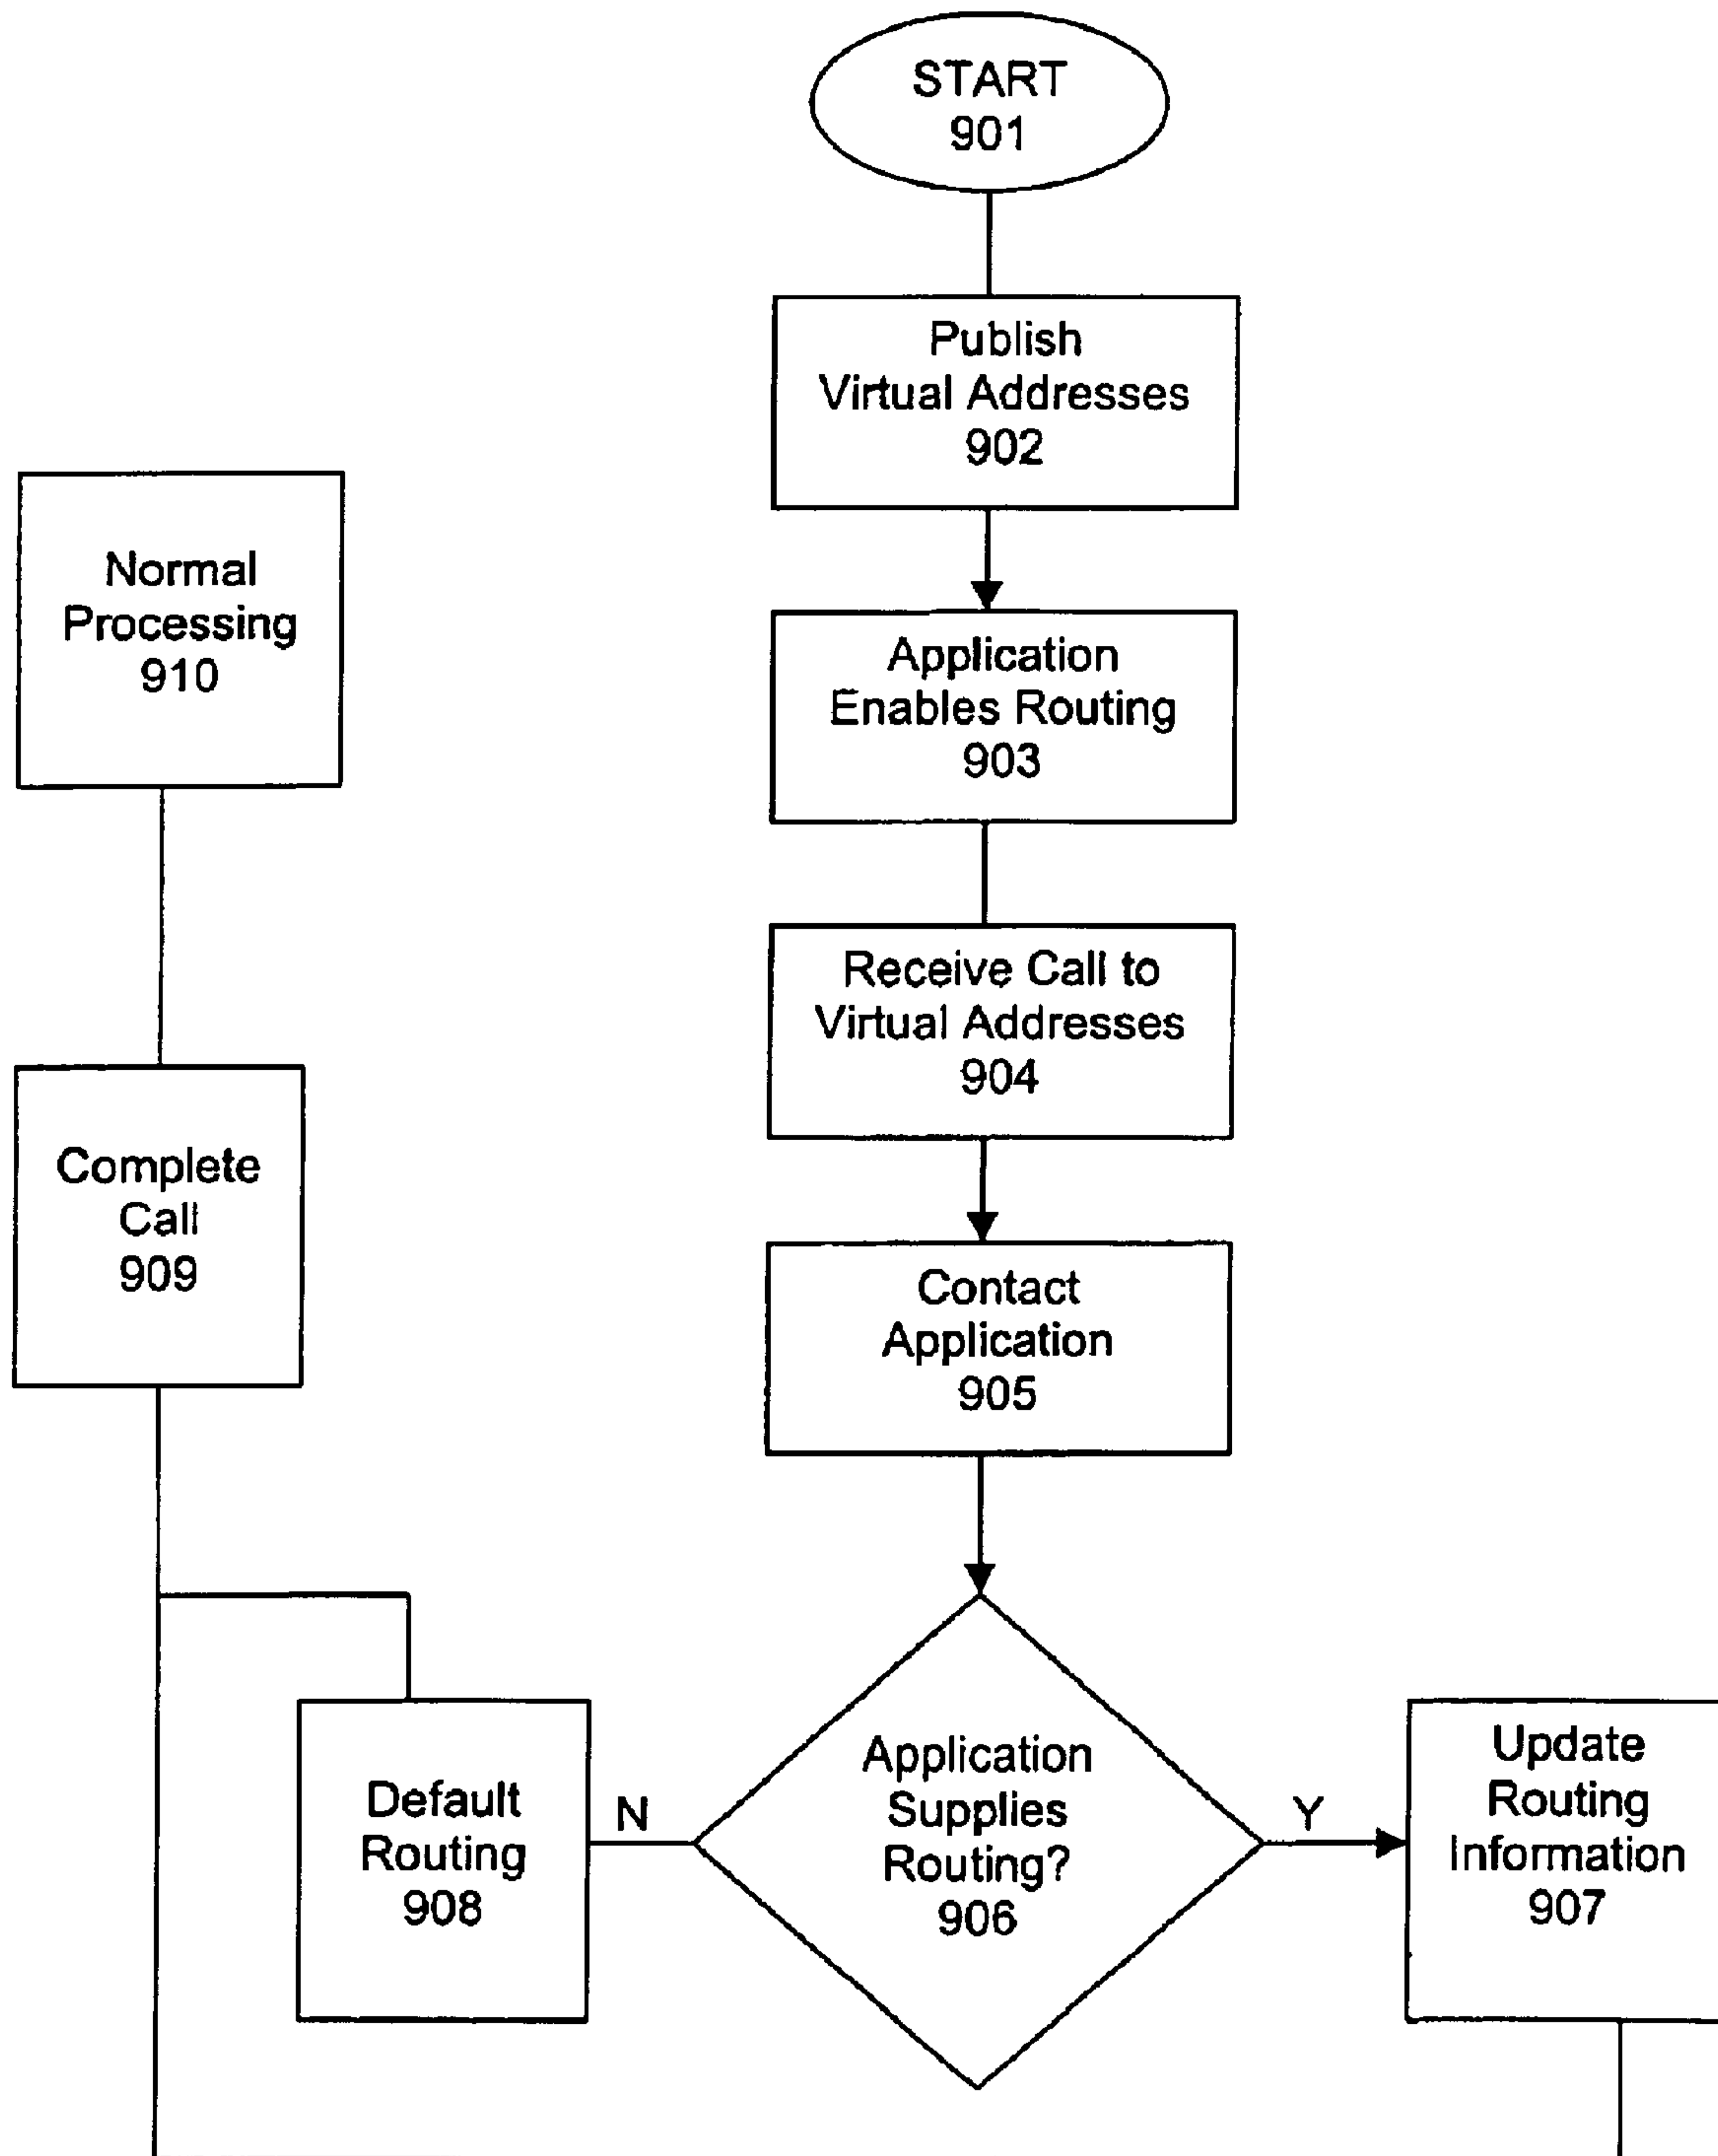 START
901
Publish
Virtual Addresses
902
Application
Enables Routing
903
Receive Call to
Virtual Addresses
904
Contact
Application
905
Application
Supplies
Routing?
906
Y
Update
Routing
Information
907
N
Default
Routing
908
Complete
Call
909
Normal
Processing
910